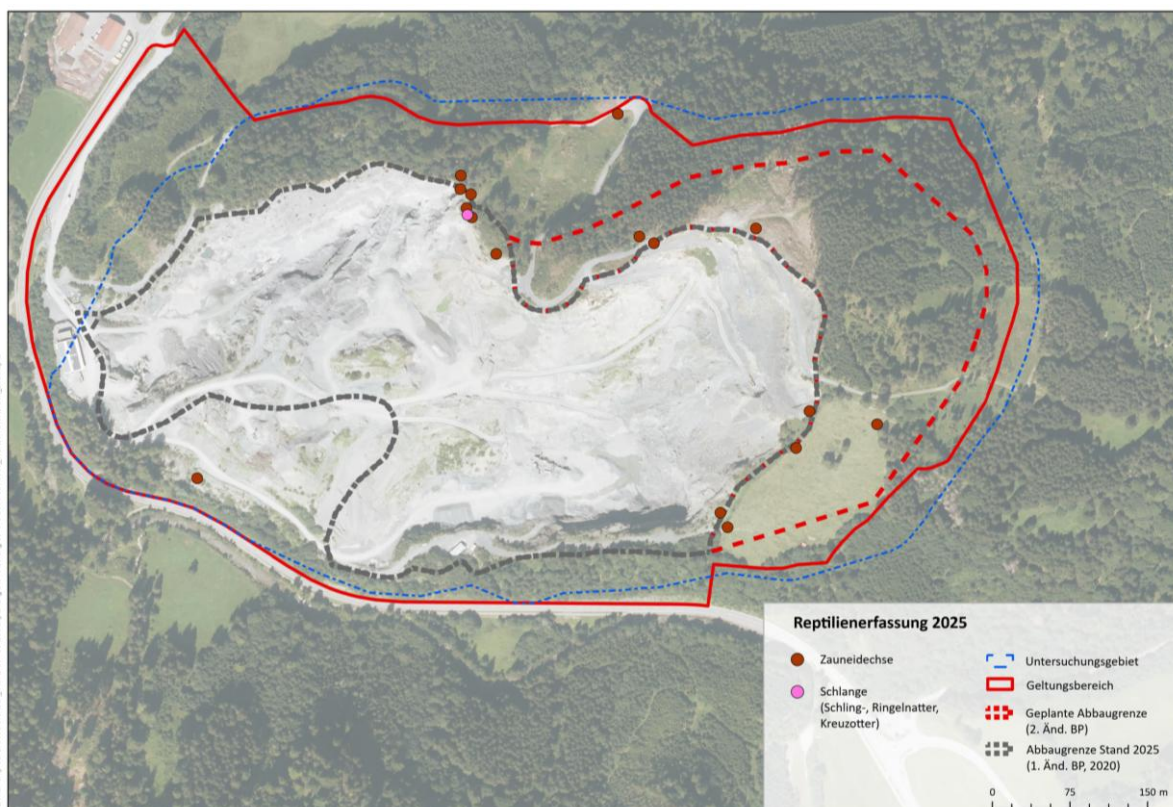 Reptilienerfassung 2025
Zauneidechse
Schlange
(Schling-, Ringelnatter,
Kreuzotter)
Untersuchungsgebiet
Geltungsbereich
Geplante Abbaugrenze
(2. Änd. BP)
Abbaugrenze Stand 2025
(1. Änd. BP, 2020)
0 75 150 m